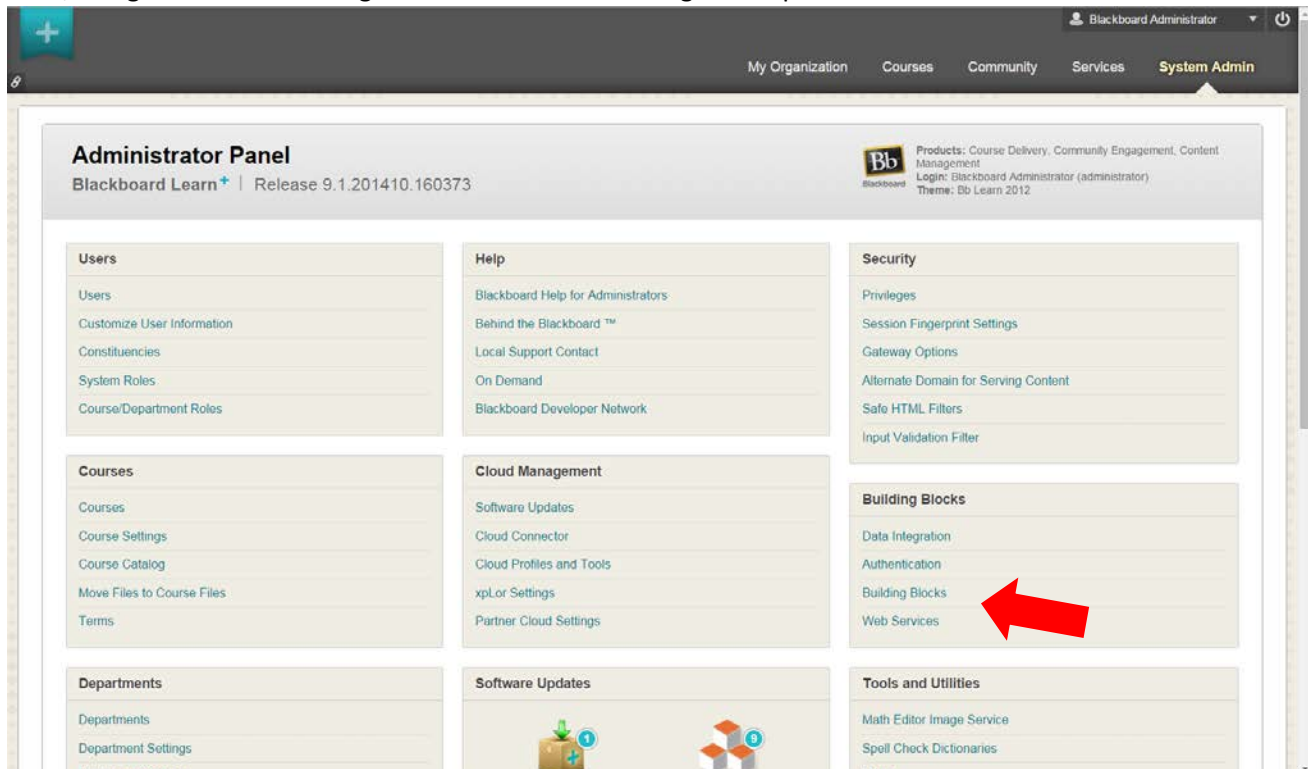 Blackboard Administrator
My Organization Courses Community Services System Admin
Administrator Panel
Blackboard Learn+ | Release 9.1.201410.160373
Bb
Blackboard
Products: Course Delivery, Community Engagement, Content
Management
Login: Blackboard Administrator (administrator)
Theme: Bb Learn 2012
Users
Users
Customize User Information
Constituencies
System Roles
Course/Department Roles
Courses
Courses
Course Settings
Course Catalog
Move Files to Course Files
Terms
Departments
Departments
Department Settings
Help
Blackboard Help for Administrators
Behind the Blackboard ™
Local Support Contact
On Demand
Blackboard Developer Network
Cloud Management
Software Updates
Cloud Connector
Cloud Profiles and Tools
xpLor Settings
Partner Cloud Settings
Software Updates
1
9
Security
Privileges
Session Fingerprint Settings
Gateway Options
Alternate Domain for Serving Content
Safe HTML Filters
Input Validation Filter
Building Blocks
Data Integration
Authentication
Building Blocks
Web Services
Tools and Utilities
Math Editor Image Service
Spell Check Dictionaries